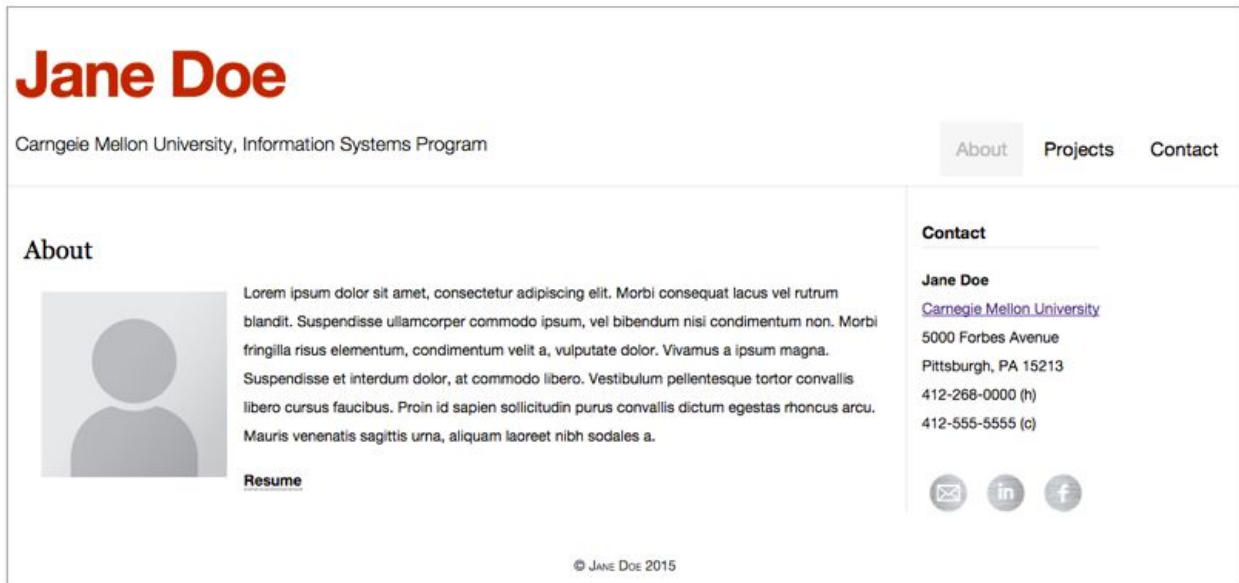 Jane Doe
Carngeie Mellon University, Information Systems Program
About Projects Contact
About
Lorem ipsum dolor sit amet, consectetur adipiscing elit. Morbi consequat lacus vel rutrum
blandit. Suspendisse ullamcorper commodo ipsum, vel bibendum nisi condimentum non. Morbi
fringilla risus elementum, condimentum velit a, vulputate dolor. Vivamus a ipsum magna.
Suspendisse et interdum dolor, at commodo libero. Vestibulum pellentesque tortor convallis
libero cursus faucibus. Proin id sapien sollicitudin purus convallis dictum egestas rhoncus arcu.
Mauris venenatis sagittis urna, aliquam laoreet nibh sodales a.
Resume
Contact
Jane Doe
Carnegie Mellon University
5000 Forbes Avenue
Pittsburgh, PA 15213
412-268-0000 (h)
412-555-5555 (c)
in f
© Jane Doe 2015